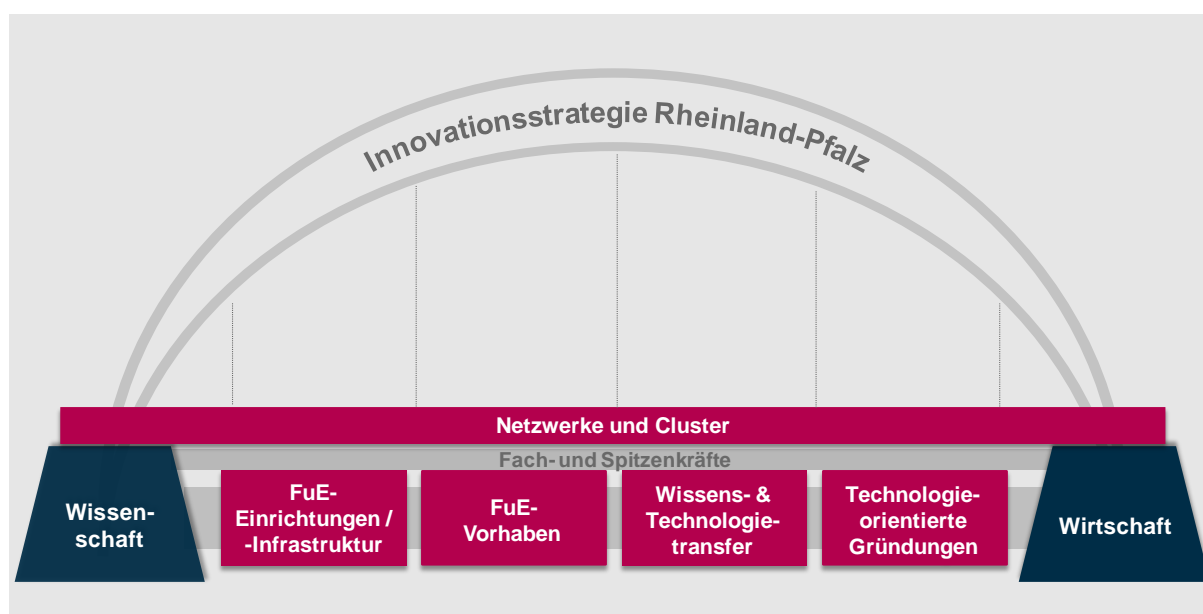 Innovationsstrategie Rheinland-Pfalz
Netzwerke und Cluster
Fach- und Spitzenkräfte
Wissen-
schaft
FuE-
Einrichtungen /
-Infrastruktur
FuE-
Vorhaben
Wissens- &
Technologie-
transfer
Technologie-
orientierte
Gründungen
Wirtschaft